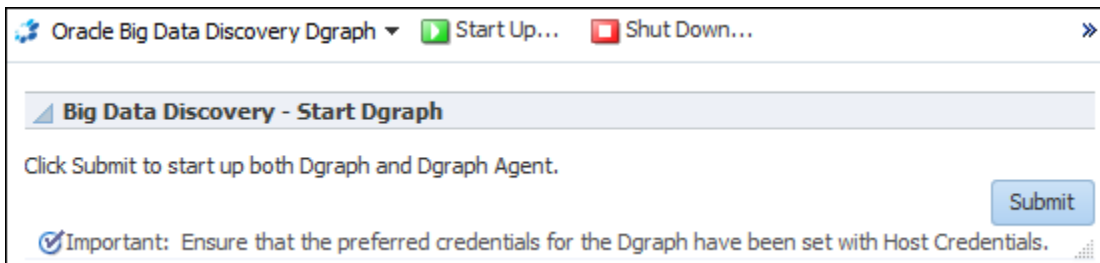 Oracle Big Data Discovery Dgraph Start Up... Shut Down... »
Big Data Discovery - Start Dgraph
Click Submit to start up both Dgraph and Dgraph Agent.
Submit
Important: Ensure that the preferred credentials for the Dgraph have been set with Host Credentials.